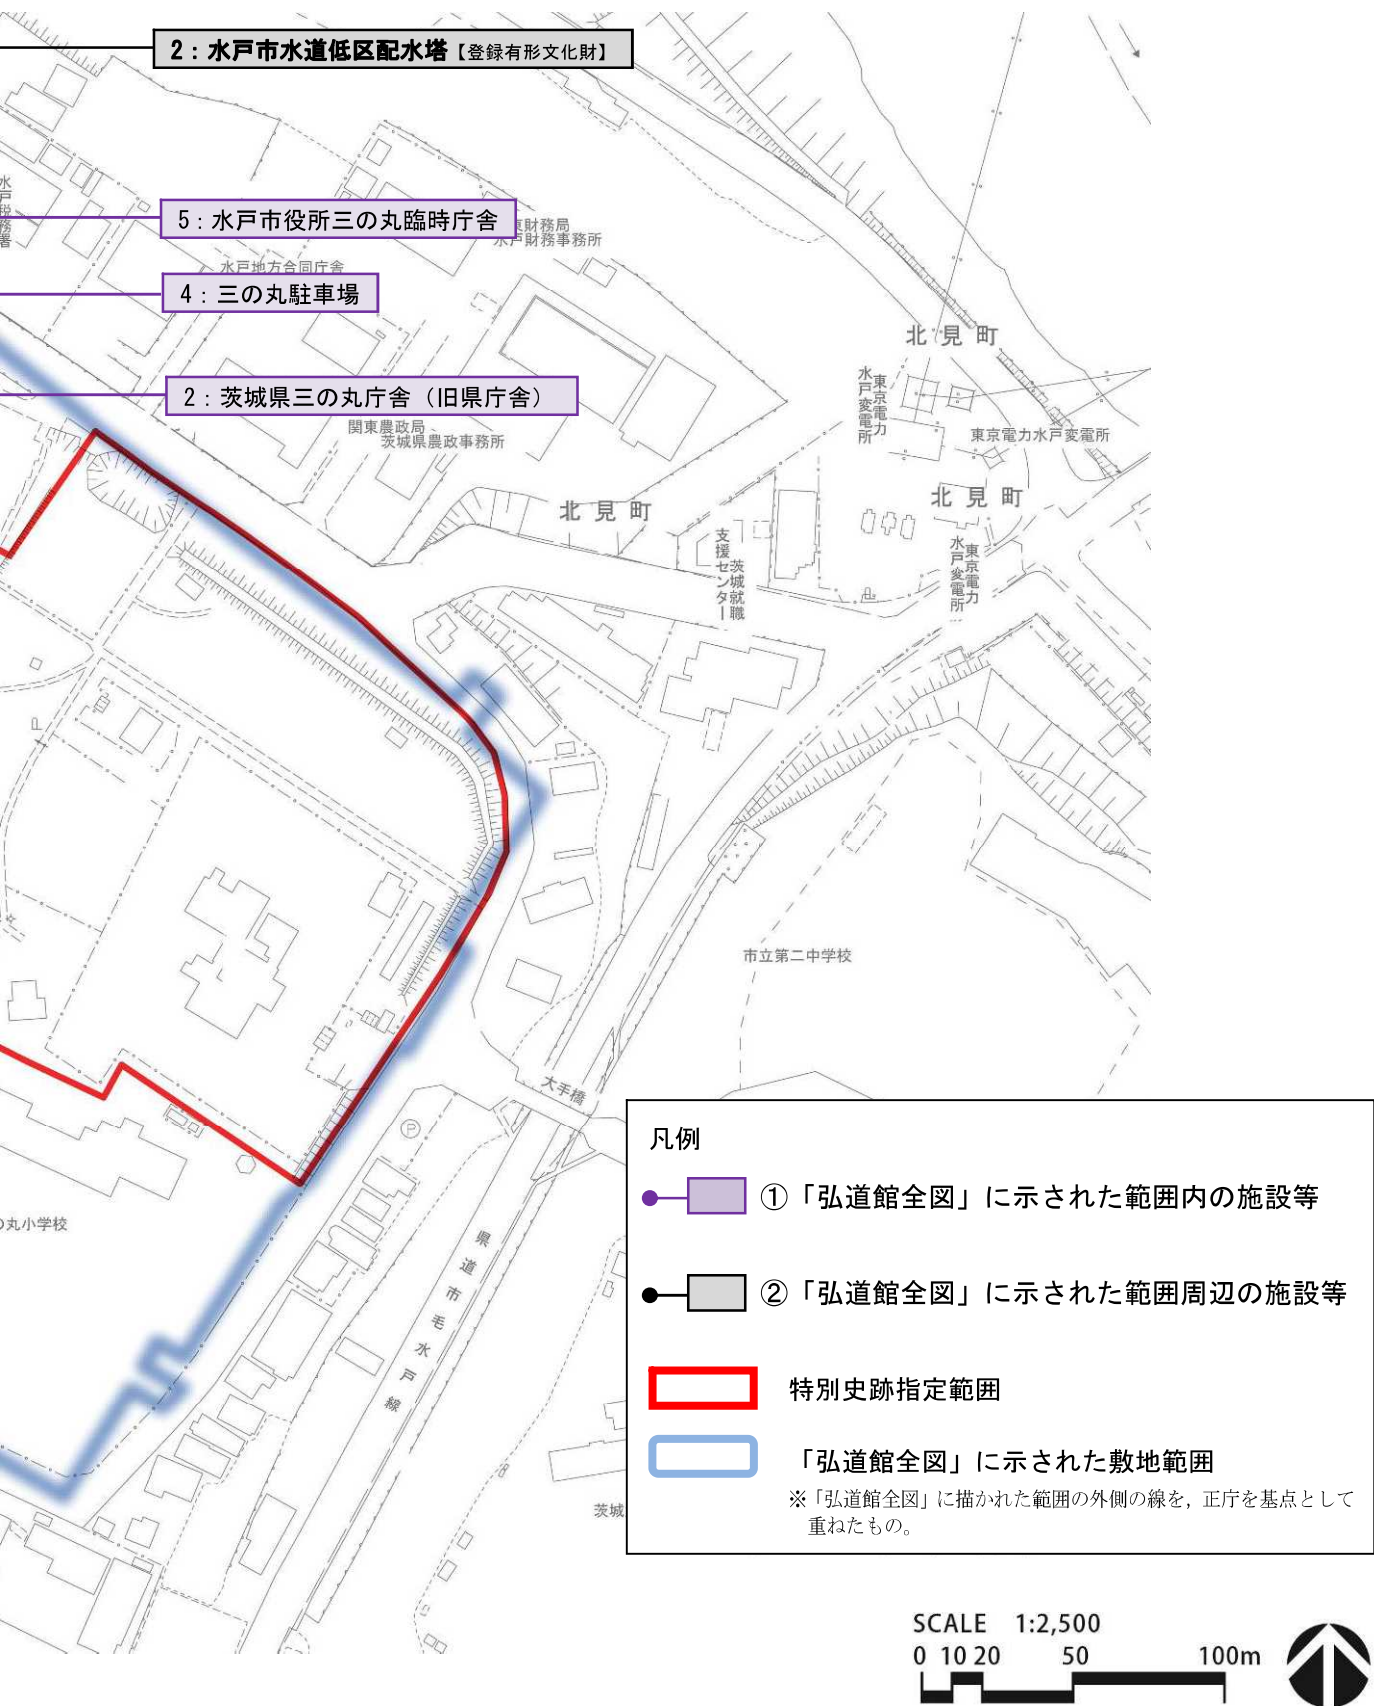 2：水戸市水道低区配水塔【登録有形文化財】
水戸税務署
5：水戸市役所三の丸臨時庁舎
財務局
水戸財務事務所
水戸地方合同庁舎
4：三の丸駐車場
北見町
2：茨城県三の丸庁舎（旧県庁舎）
東京電力
水戸変電所
関東農政局
茨城県農政事務所
東京電力水戸変電所
北見町
北見町
茨城就職
支援センター
東京電力
水戸変電所
市立第二中学校
大手橋
Ⓟ
の丸小学校
県道市毛水戸線
茨城
凡例
①「弘道館全図」に示された範囲内の施設等
②「弘道館全図」に示された範囲周辺の施設等
特別史跡指定範囲
「弘道館全図」に示された敷地範囲
※「弘道館全図」に描かれた範囲の外側の線を，正庁を基点として
重ねたもの。
SCALE 1:2,500
0 10 20 50 100m